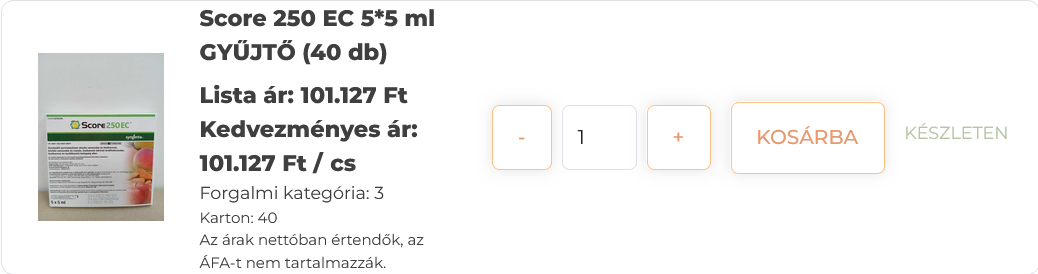 Score 250 EC 5*5 ml
GYŰJTŐ (40 db)
Lista ár: 101.127 Ft
Kedvezményes ár:
101.127 Ft / cs
Forgalmi kategória: 3
Karton: 40
Az árak nettóban értendők, az
ÁFA-t nem tartalmazzák.
Score 250 EC
syngenta
5 x 5 ml
- 1 + KOSÁRBA KÉSZLETEN